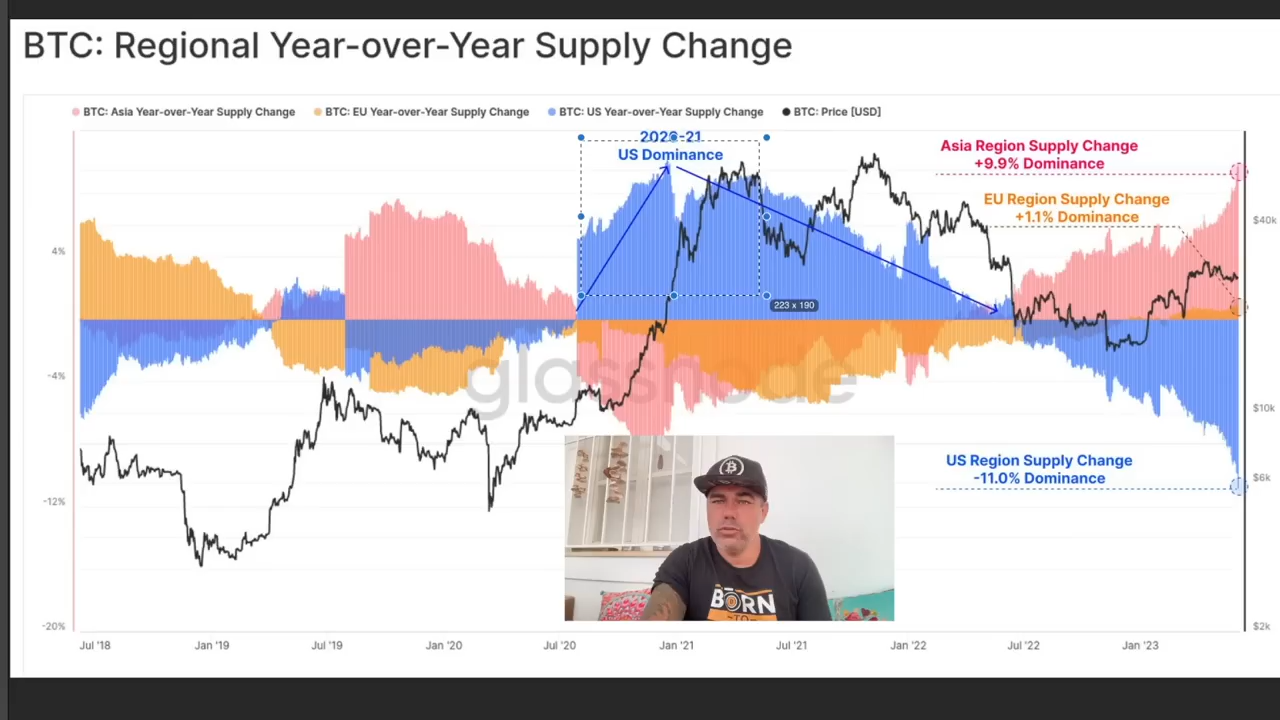 BTC: Regional Year-over-Year Supply Change
BTC: Asia Year-over-Year Supply Change
BTC: EU Year-over-Year Supply Change
BTC: US Year-over-Year Supply Change
BTC: Price [USD]
2020-21
US Dominance
Asia Region Supply Change
+9.9% Dominance
EU Region Supply Change
+1.1% Dominance
4%
$40k
223 x 190
-4%
glassnode
$10k
US Region Supply Change
-11.0% Dominance
$6k
-12%
BORN
-TO-
-20%
$2k
Jul '18
Jan '19
Jul '19
Jan '20
Jul '20
Jan '21
Jul '21
Jan '22
Jul '22
Jan '23